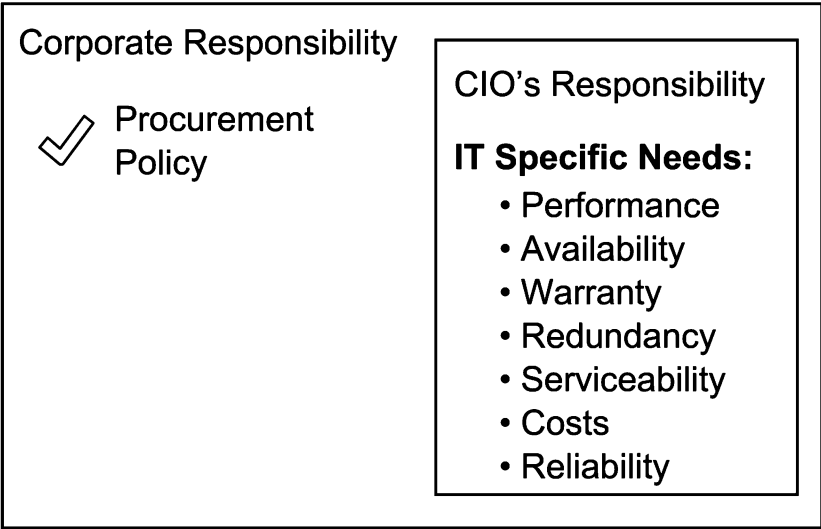 Corporate Responsibility
Procurement
Policy
CIO’s Responsibility
IT Specific Needs:
• Performance
• Availability
• Warranty
• Redundancy
• Serviceability
• Costs
• Reliability